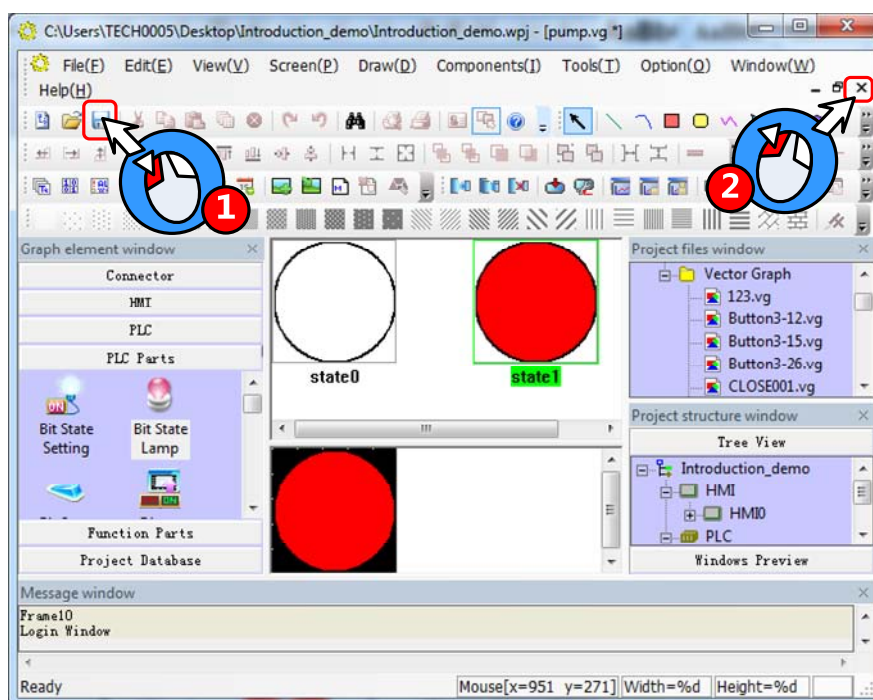 C:\Users\TECH0005\Desktop\Introduction_demo\Introduction_demo.wpj - [pump.vg *]
File(F) Edit(E) View(V) Screen(P) Draw(D) Components(I) Tools(T) Option(O) Window(W)
Help(H)
1
2
Graph element window
Connector
HMI
PLC
PLC Parts
Bit State Setting
Bit State Lamp
Function Parts
Project Database
state0
state1
Project files window
Vector Graph
123.vg
Button3-12.vg
Button3-15.vg
Button3-26.vg
CLOSE001.vg
Project structure window
Tree View
Introduction_demo
HMI
HMI0
PLC
Windows Preview
Message window
Frame10
Login Window
Ready
Mouse[x=951 y=271] Width=%d Height=%d